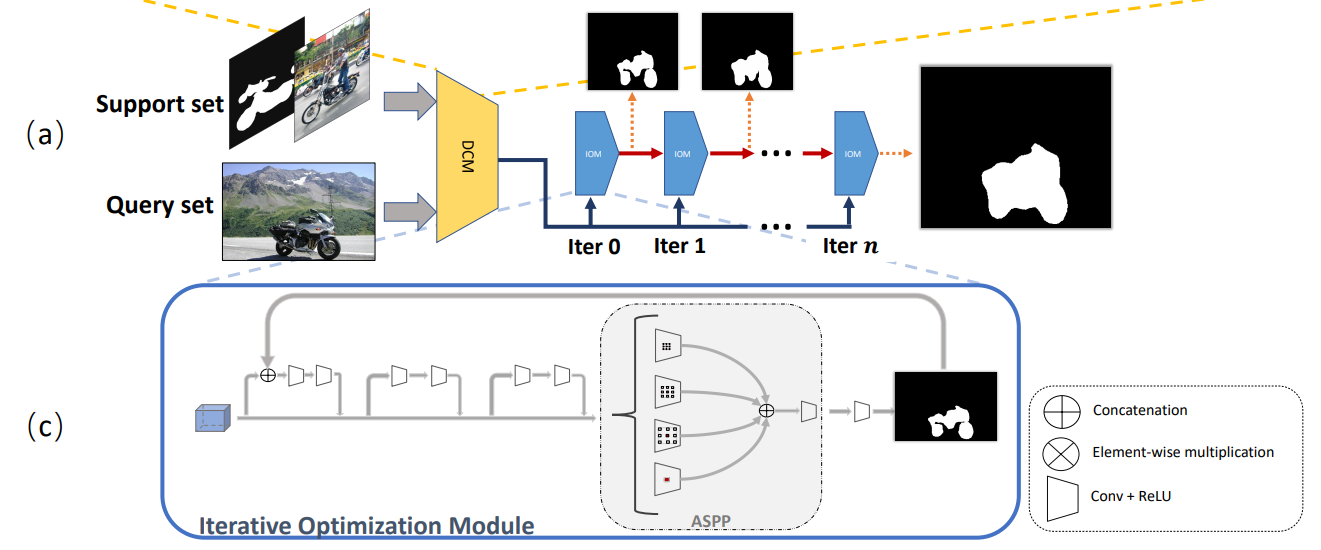 (a)
Support set
Query set
DCM
IOM
IOM
IOM
Iter 0
Iter 1
Iter n
(c)
ASPP
Iterative Optimization Module
Concatenation
Element-wise multiplication
Conv + ReLU